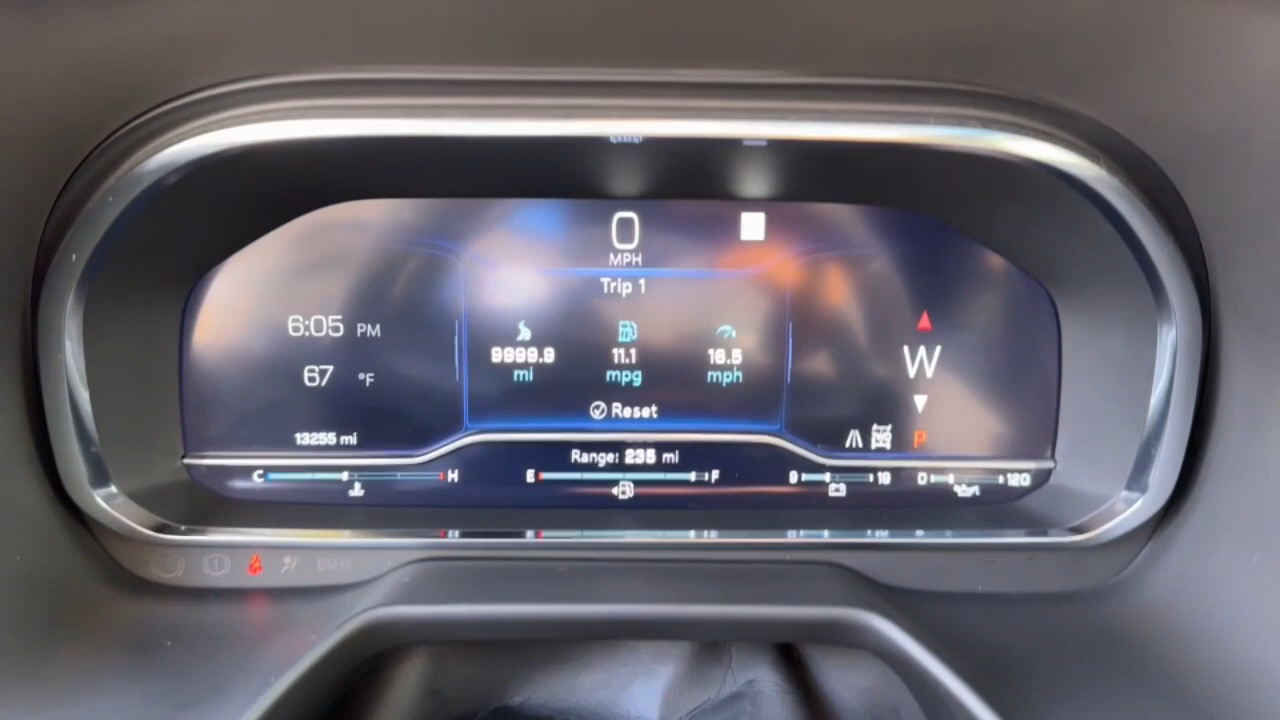 0
MPH
Trip 1
6:05 PM
9999.9 11.1 16.5
mi mpg mph
67 °F
W
Reset
13255 mi
P
Range: 235 mi
C H E F 9 19 0 120